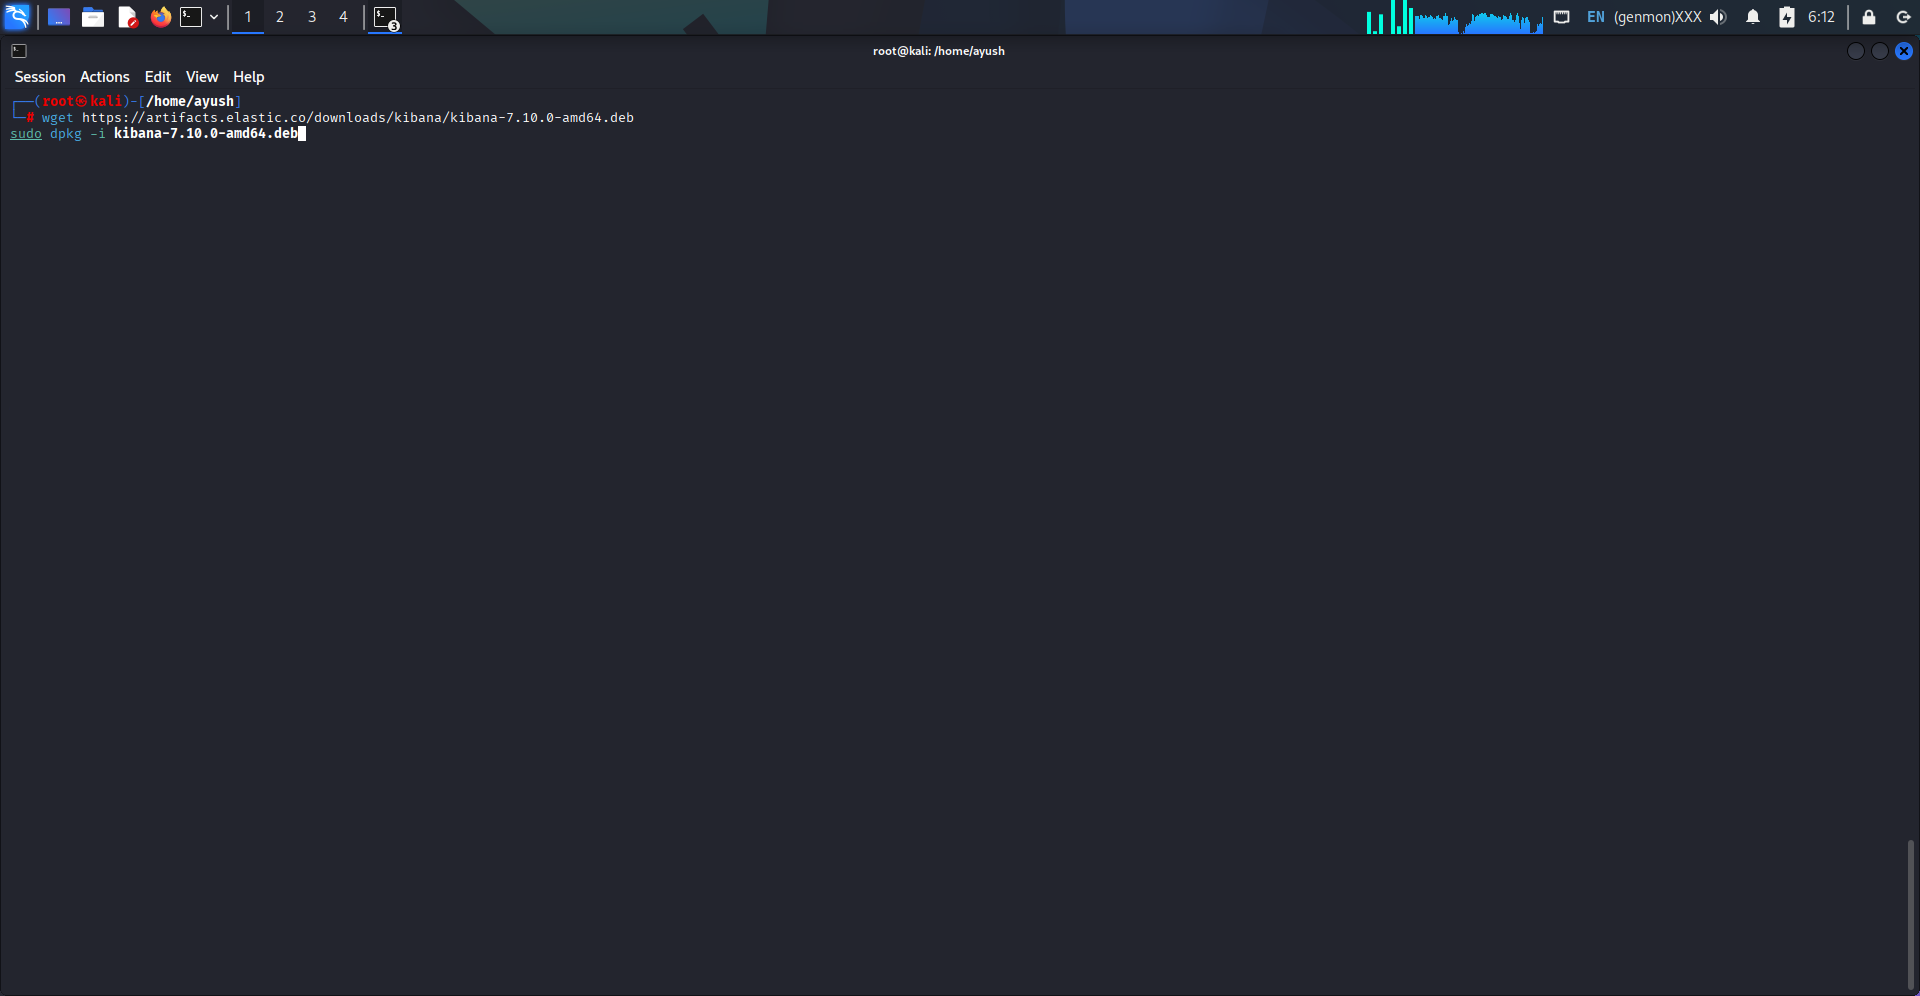 1 2 3 4 3 EN (genmon)XXX 6:12
root@kali: /home/ayush
Session Actions Edit View Help
┌──(root㉿kali)-[/home/ayush]
└─# wget https://artifacts.elastic.co/downloads/kibana/kibana-7.10.0-amd64.deb
sudo dpkg -i kibana-7.10.0-amd64.deb